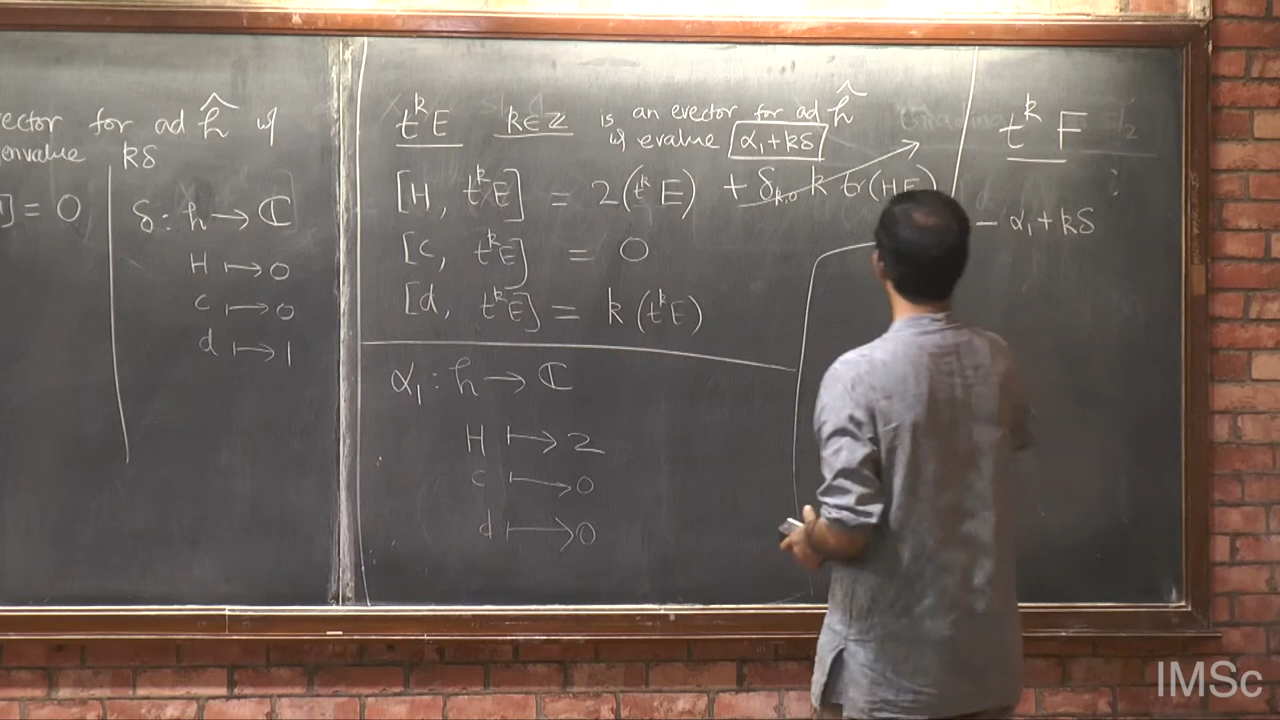 ector for ad ĥ w/
envalue kδ
] = 0
δ : h → ℂ
H ↦ 0
c ↦ 0
d ↦ 1
t^k E k∈ℤ is an evector for ad ĥ
w/ evalue α₁+kδ
[H, t^k E] = 2(t^k E) + δ_{k,0} k tr(HE)
[c, t^k E] = 0
[d, t^k E] = k(t^k E)
α₁ : h → ℂ
H ↦ 2
c ↦ 0
d ↦ 0
t^k F
- α₁+kδ
IMSc